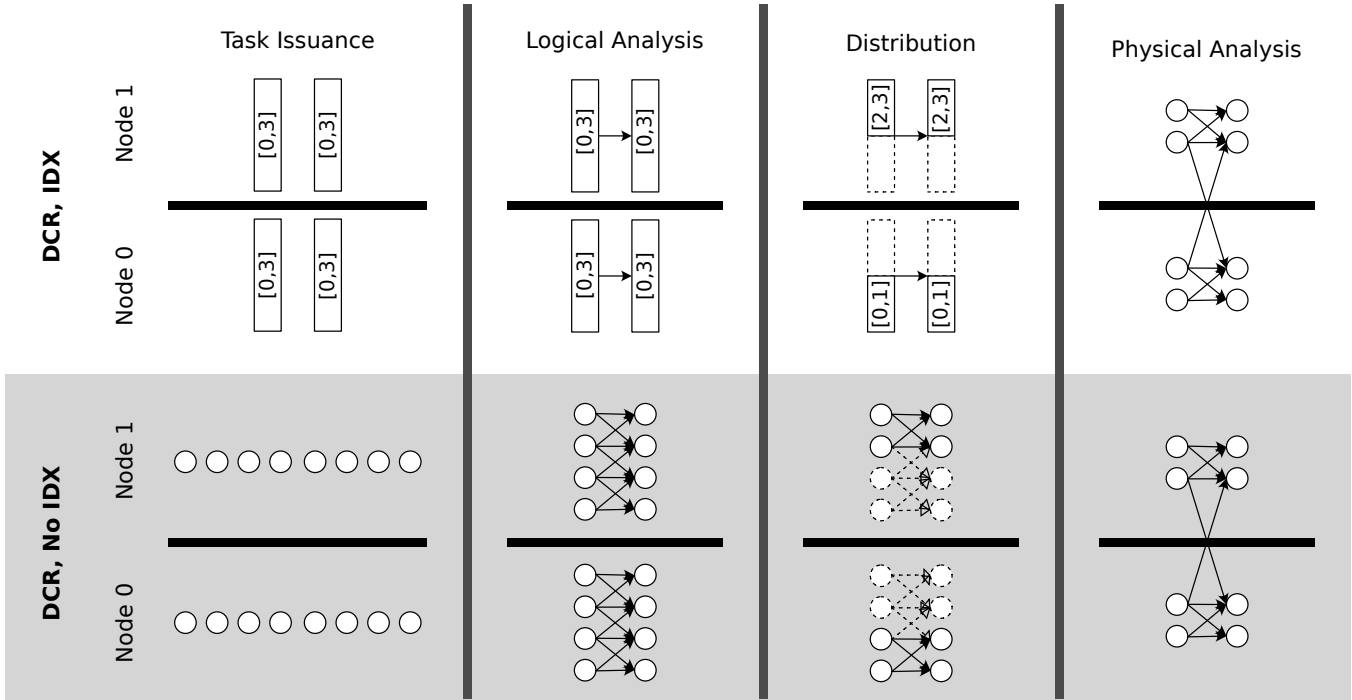 Task Issuance
Logical Analysis
Distribution
Physical Analysis
DCR, IDX
Node 1
[0,3]
[0,3]
[0,3]
[0,3]
[2,3]
[2,3]
Node 0
[0,3]
[0,3]
[0,3]
[0,3]
[0,1]
[0,1]
DCR, No IDX
Node 1
Node 0